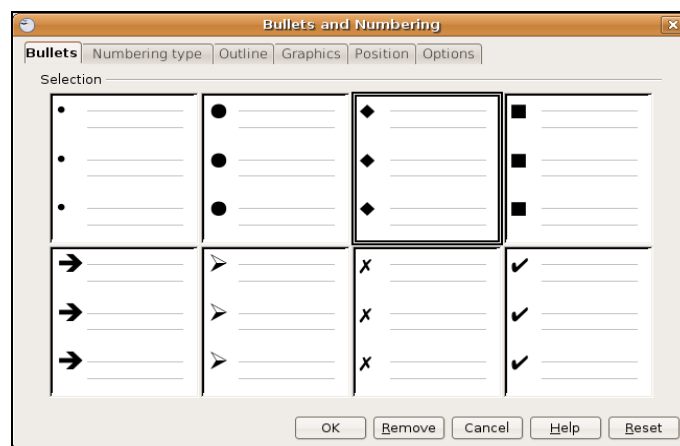 Bullets and Numbering
Bullets Numbering type Outline Graphics Position Options
Selection
OK Remove Cancel Help Reset